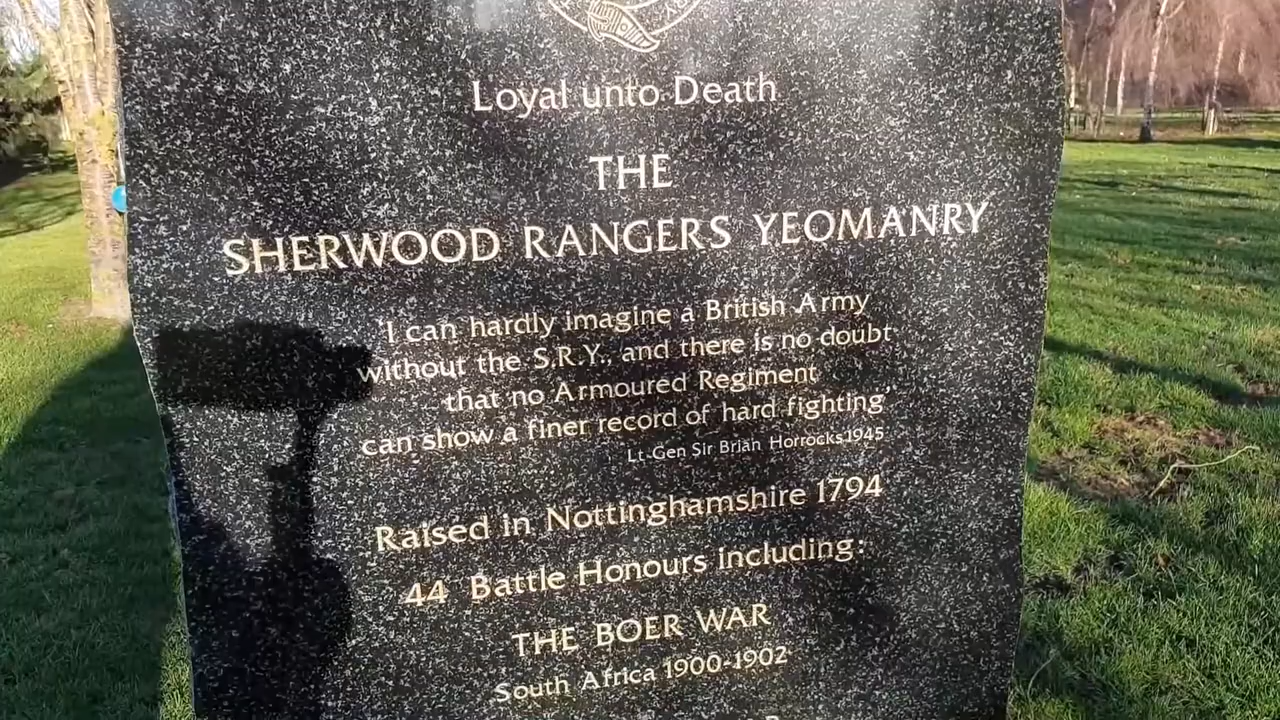 Loyal unto Death
THE
SHERWOOD RANGERS YEOMANRY
'I can hardly imagine a British Army
without the S.R.Y., and there is no doubt
that no Armoured Regiment
can show a finer record of hard fighting'
Lt-Gen Sir Brian Horrocks 1945
Raised in Nottinghamshire 1794
44 Battle Honours including:
THE BOER WAR
South Africa 1900-1902